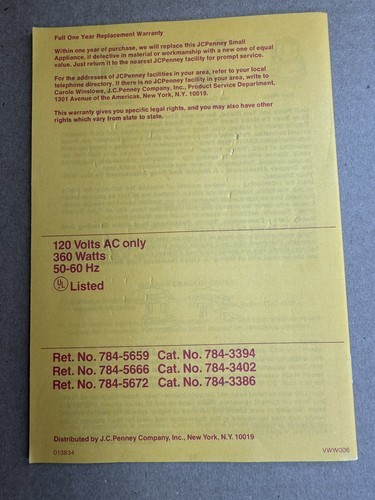 Full One Year Replacement Warranty
Within one year of purchase, we will replace this JCPenney Small
Appliance, if defective in material or workmanship with a new one of equal
value. Just return it to the nearest JCPenney facility for prompt service.
For the addresses of JCPenney facilities in your area, refer to your local
telephone directory. If there is no JCPenney facility in your area, write to
Carole Winslowe, J.C.Penney Company, Inc., Product Service Department,
1301 Avenue of the Americas, New York, N.Y. 10019.
This warranty gives you specific legal rights, and you may also have other
rights which vary from state to state.
120 Volts AC only
360 Watts
50-60 Hz
UL Listed
Ret. No. 784-5659 Cat. No. 784-3394
Ret. No. 784-5666 Cat. No. 784-3402
Ret. No. 784-5672 Cat. No. 784-3386
Distributed by J.C.Penney Company, Inc., New York, N.Y. 10019
013834 VWW006